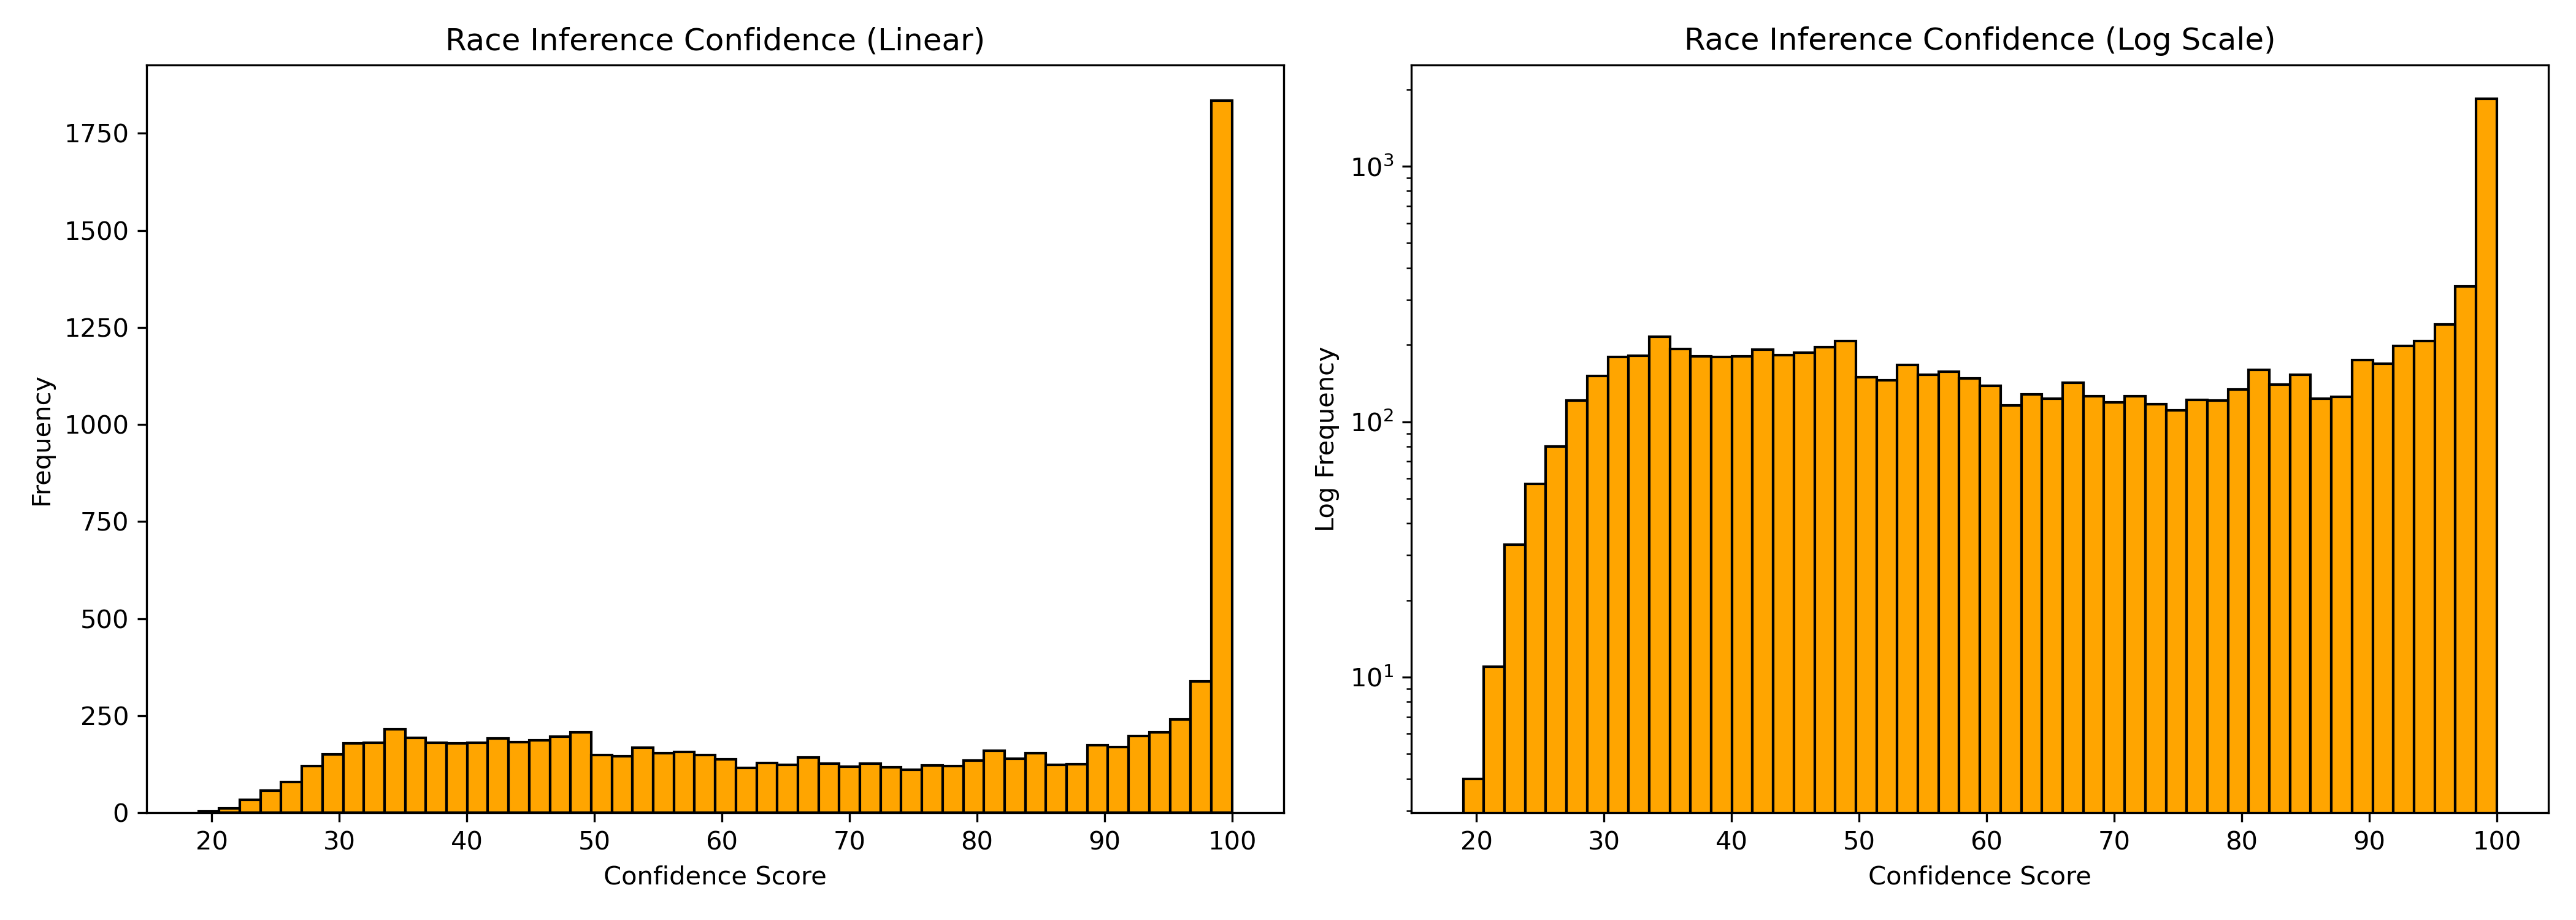 Race Inference Confidence (Linear)
Frequency
1750
1500
1250
1000
750
500
250
0
20 30 40 50 60 70 80 90 100
Confidence Score
Race Inference Confidence (Log Scale)
Log Frequency
10³
10²
10¹
20 30 40 50 60 70 80 90 100
Confidence Score